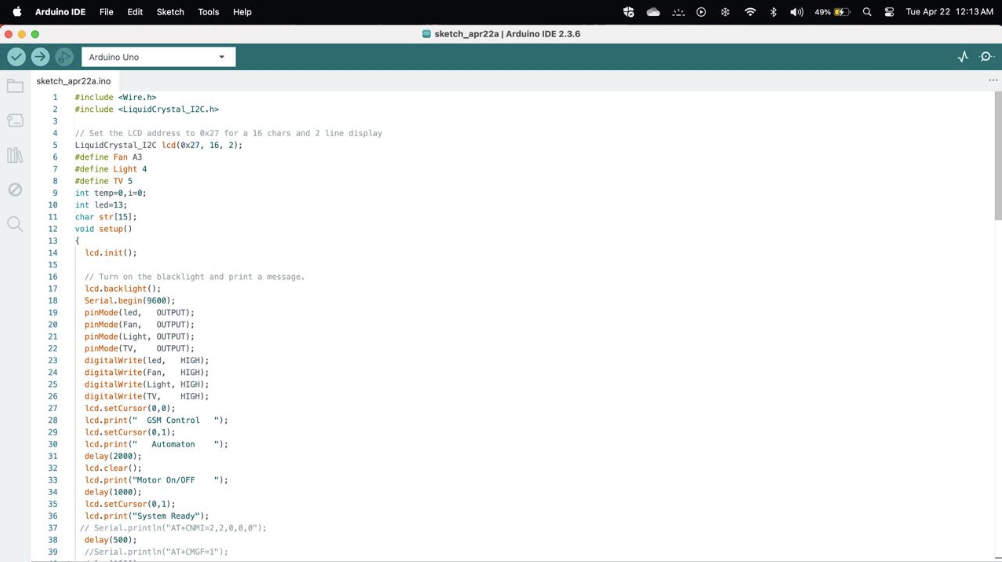 Arduino IDE File Edit Sketch Tools Help 49% Tue Apr 22 12:13 AM
sketch_apr22a | Arduino IDE 2.3.6
Arduino Uno
sketch_apr22a.ino
1 #include <Wire.h>
2 #include <LiquidCrystal_I2C.h>
3
4 // Set the LCD address to 0x27 for a 16 chars and 2 line display
5 LiquidCrystal_I2C lcd(0x27, 16, 2);
6 #define Fan A3
7 #define Light 4
8 #define TV 5
9 int temp=0,i=0;
10 int led=13;
11 char str[15];
12 void setup()
13 {
14 lcd.init();
15
16 // Turn on the blacklight and print a message.
17 lcd.backlight();
18 Serial.begin(9600);
19 pinMode(led,   OUTPUT);
20 pinMode(Fan,   OUTPUT);
21 pinMode(Light, OUTPUT);
22 pinMode(TV,    OUTPUT);
23 digitalWrite(led,   HIGH);
24 digitalWrite(Fan,   HIGH);
25 digitalWrite(Light, HIGH);
26 digitalWrite(TV,    HIGH);
27 lcd.setCursor(0,0);
28 lcd.print("  GSM Control   ");
29 lcd.setCursor(0,1);
30 lcd.print("   Automaton    ");
31 delay(2000);
32 lcd.clear();
33 lcd.print("Motor On/OFF    ");
34 delay(1000);
35 lcd.setCursor(0,1);
36 lcd.print("System Ready");
37 // Serial.println("AT+CNMI=2,2,0,0,0");
38 delay(500);
39 //Serial.println("AT+CMGF=1");